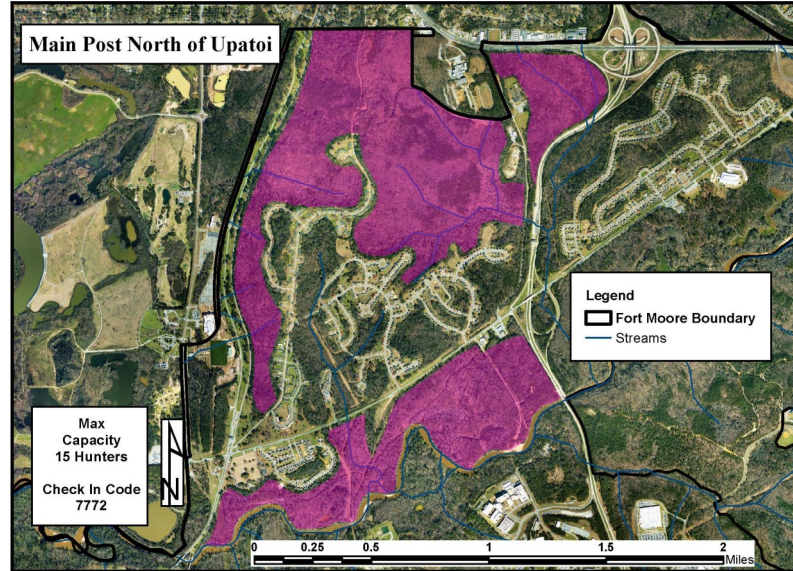 Main Post North of Upatoi
Legend
Fort Moore Boundary
Streams
Max
Capacity
15 Hunters
Check In Code
7772
N
0 0.25 0.5 1 1.5 2
Miles